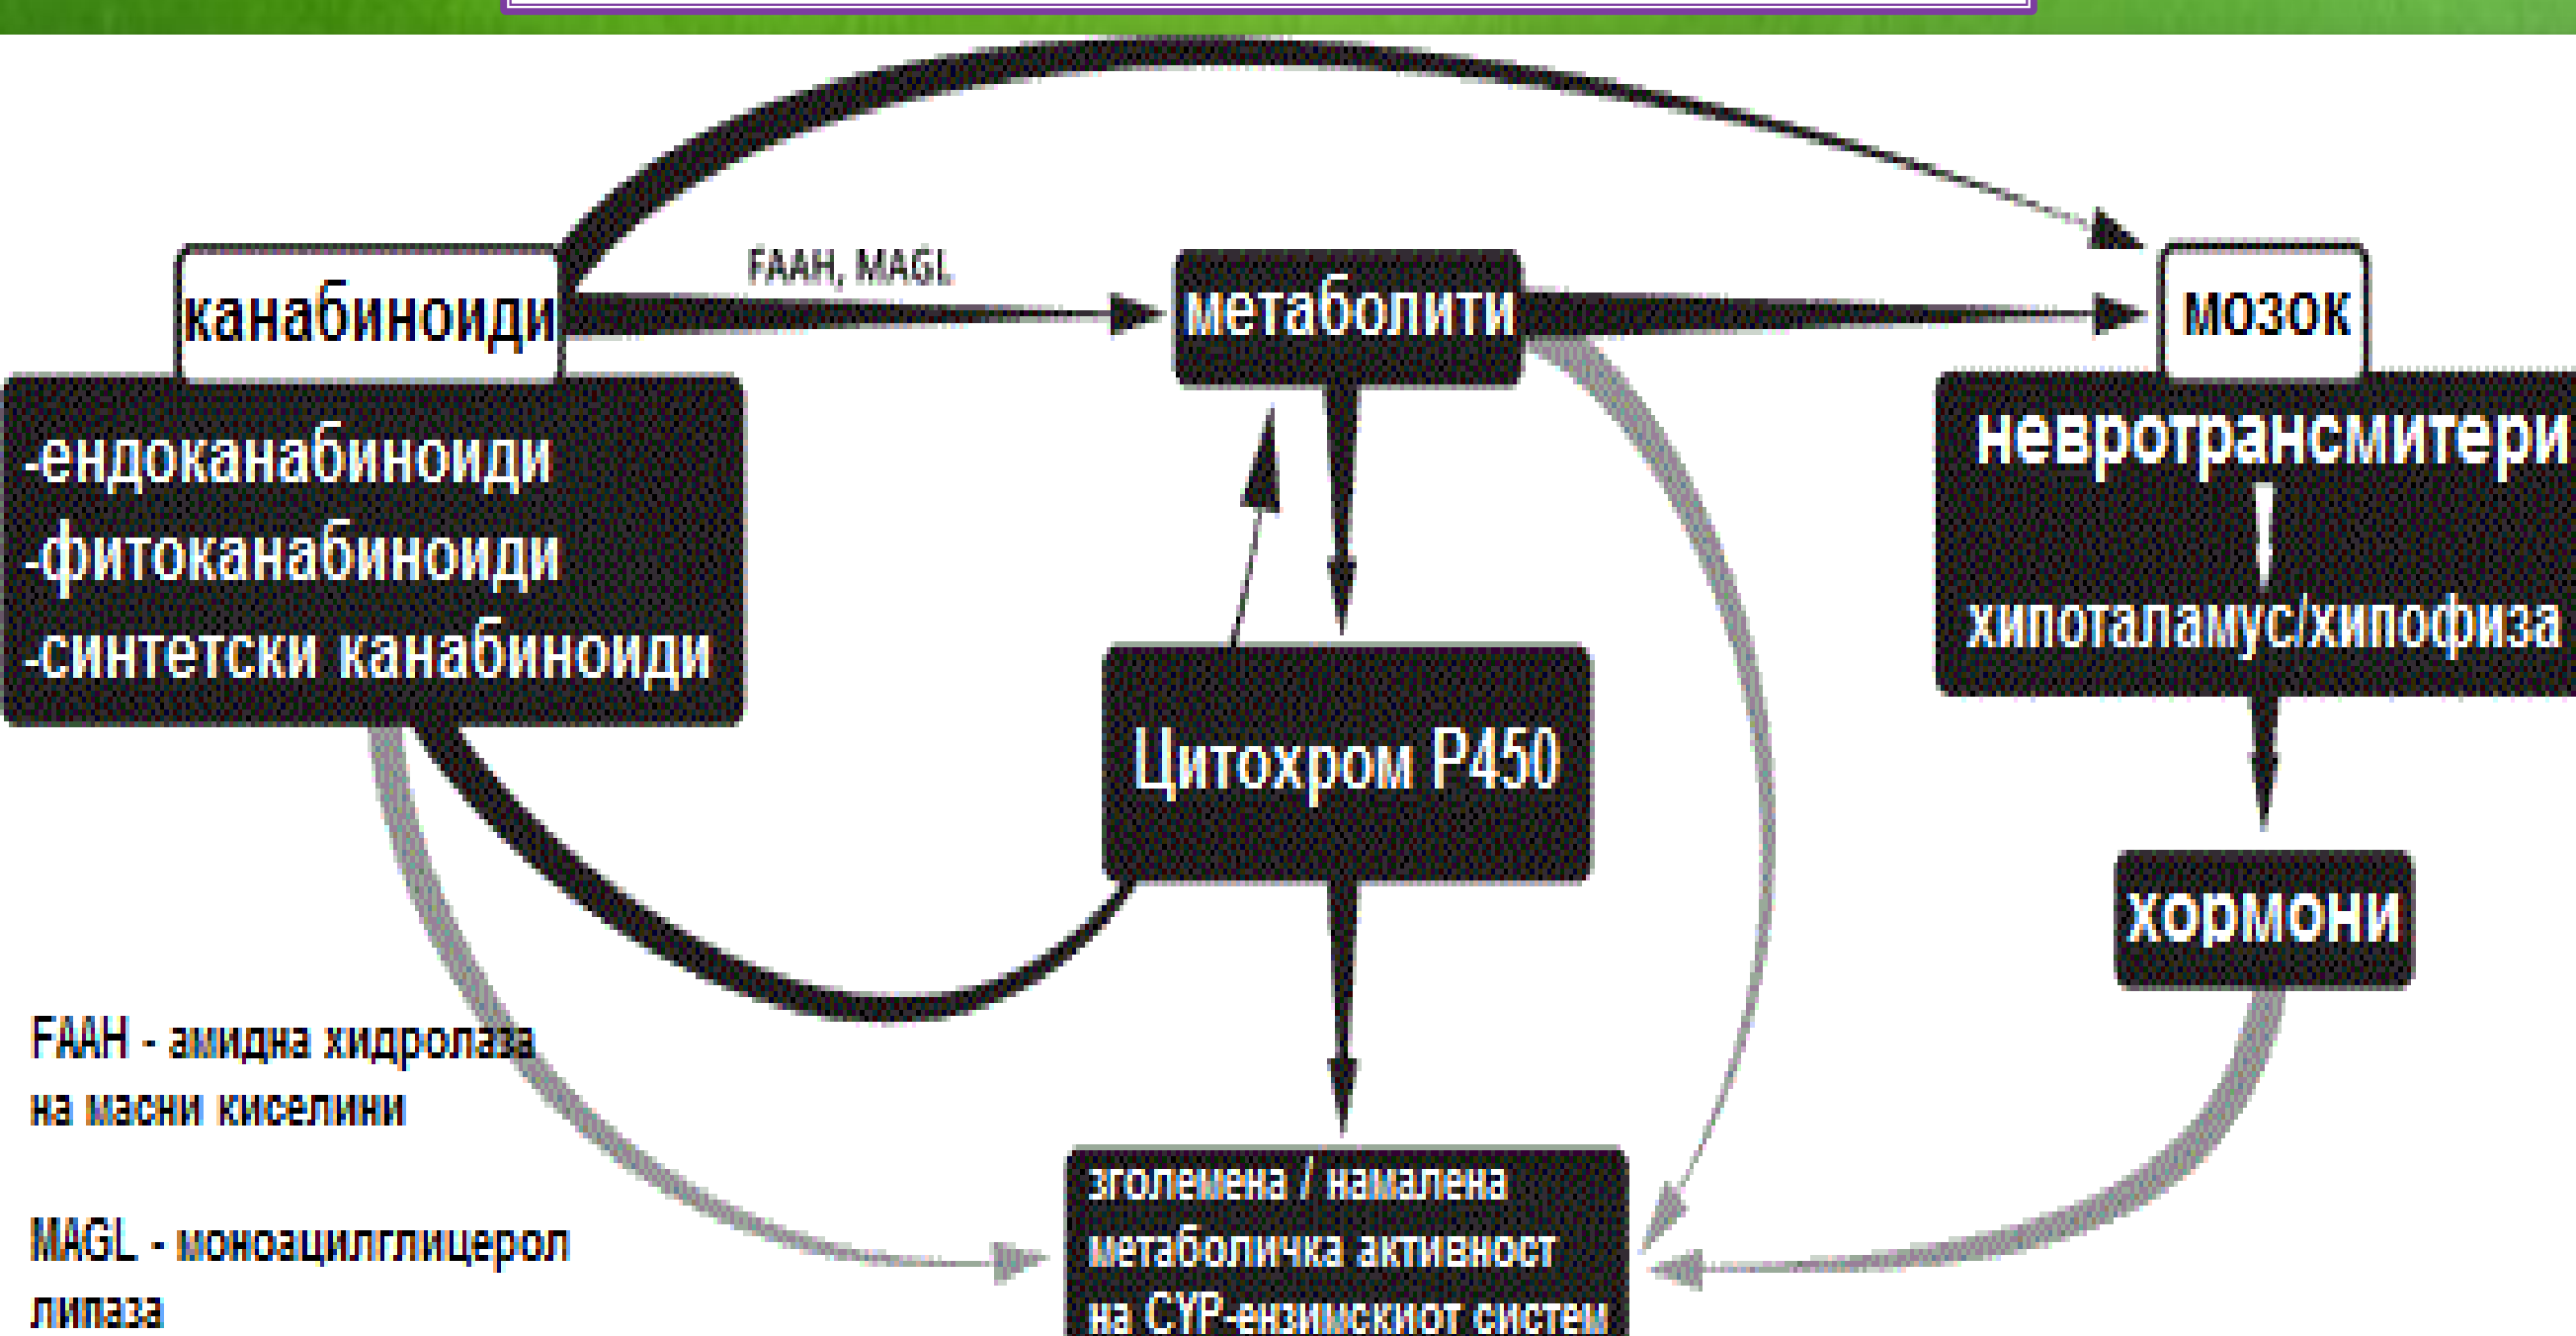 FAAH, MAGL
канабиноиди
метаболити
мозок
-ендоканабиноиди
-фитоканабиноиди
-синтетски канабиноиди
невротрансмитери
хипоталамус/хипофиза
Цитохром P450
хормони
FAAH - амидна хидролаза
на масни киселини
MAGL - моноацилглицерол
липаза
зголемена / намалена
метаболичка активност
на CYP-ензимскиот систем